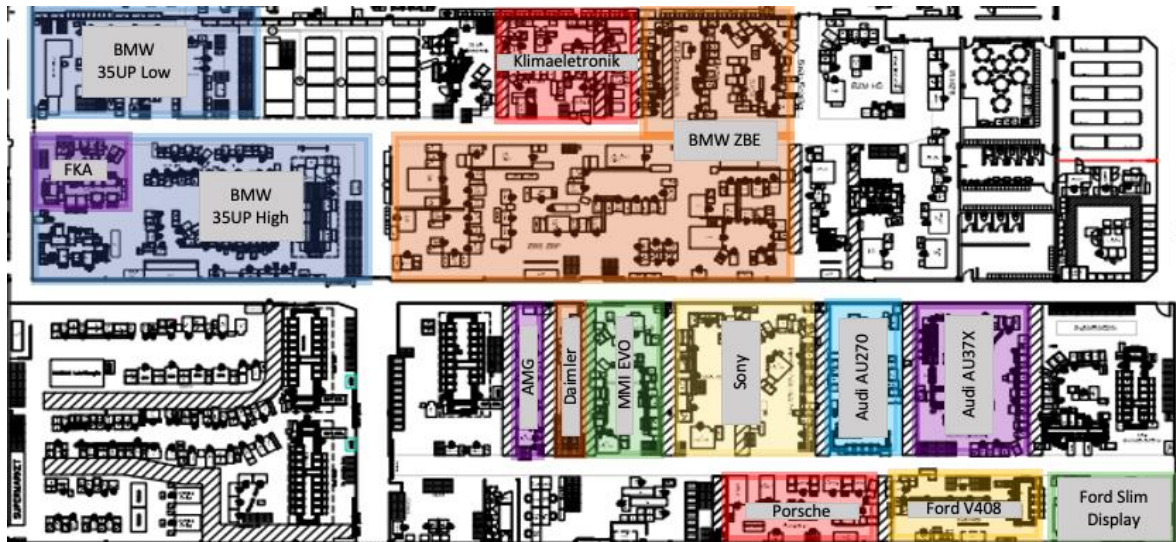 BMW
35UP Low
Klimaeletronik
BMW ZBE
FKA
BMW
35UP High
AMG
Daimler
MMI EVO
Sony
Audi AU270
Audi AU37X
SUPERMARKET
Porsche
Ford V408
Ford Slim
Display